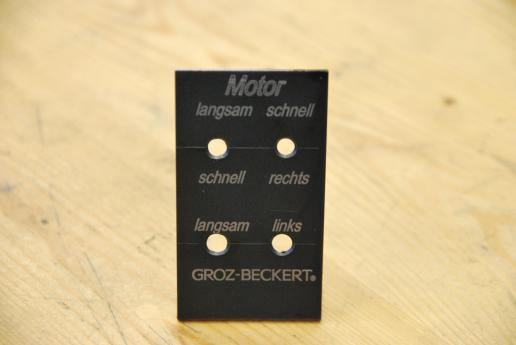 Motor
langsam schnell
schnell rechts
langsam links
GROZ-BECKERT®